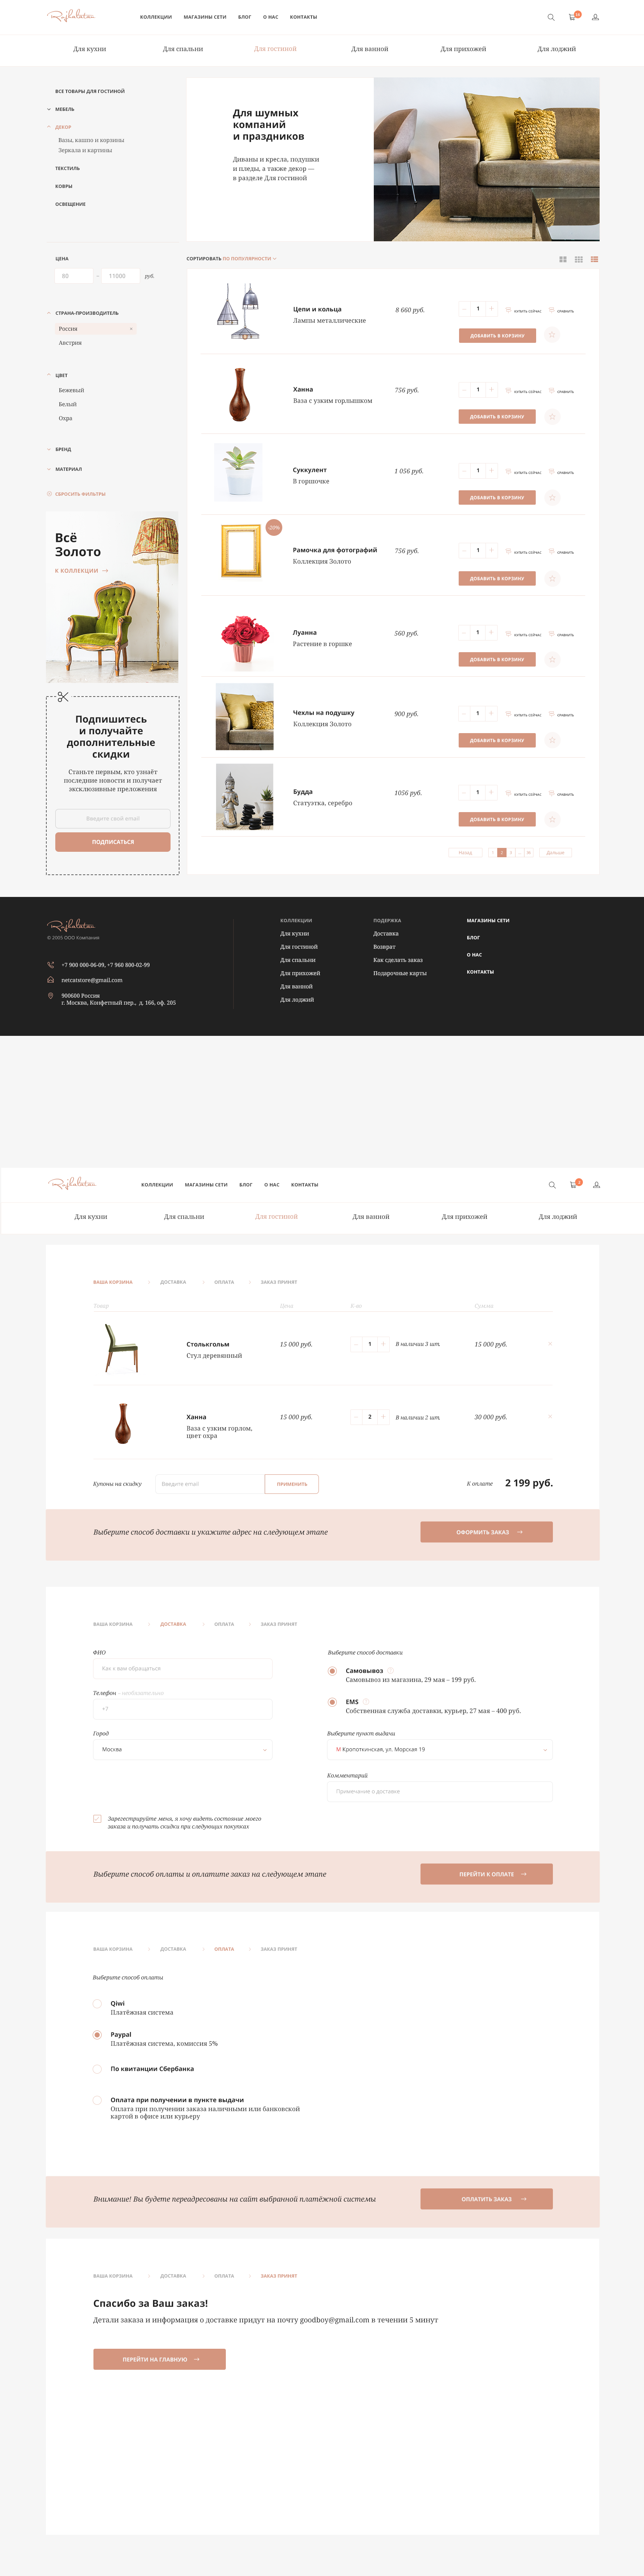 КОЛЛЕКЦИИ МАГАЗИНЫ СЕТИ БЛОГ О НАС КОНТАКТЫ
Для кухни Для спальни Для гостиной Для ванной Для прихожей Для лоджий
ВСЕ ТОВАРЫ ДЛЯ ГОСТИНОЙ
МЕБЕЛЬ
ДЕКОР
Вазы, кашпо и корзины
Зеркала и картины
ТЕКСТИЛЬ
КОВРЫ
ОСВЕЩЕНИЕ
Для шумных
компаний
и праздников
Диваны и кресла, подушки
и пледы, а также декор —
в разделе Для гостиной
ЦЕНА
80 – 11000 руб.
СТРАНА-ПРОИЗВОДИТЕЛЬ
Россия
Австрия
ЦВЕТ
Бежевый
Белый
Охра
БРЕНД
МАТЕРИАЛ
СБРОСИТЬ ФИЛЬТРЫ
Всё
Золото
К КОЛЛЕКЦИИ
Подпишитесь
и получайте
дополнительные
скидки
Станьте первым, кто узнаёт
последние новости и получает
эксклюзивные преложения
Введите свой email
ПОДПИСАТЬСЯ
СОРТИРОВАТЬ ПО ПОПУЛЯРНОСТИ
Цепи и кольца 8 660 руб. – 1 + КУПИТЬ СЕЙЧАС СРАВНИТЬ
Лампы металлические
ДОБАВИТЬ В КОРЗИНУ
Ханна 756 руб. – 1 + КУПИТЬ СЕЙЧАС СРАВНИТЬ
Ваза с узким горлышком
ДОБАВИТЬ В КОРЗИНУ
Суккулент 1 056 руб. – 1 + КУПИТЬ СЕЙЧАС СРАВНИТЬ
В горшочке
ДОБАВИТЬ В КОРЗИНУ
-20%
Рамочка для фотографий 756 руб. – 1 + КУПИТЬ СЕЙЧАС СРАВНИТЬ
Коллекция Золото
ДОБАВИТЬ В КОРЗИНУ
Луанна 560 руб. – 1 + КУПИТЬ СЕЙЧАС СРАВНИТЬ
Растение в горшке
ДОБАВИТЬ В КОРЗИНУ
Чехлы на подушку 900 руб. – 1 + КУПИТЬ СЕЙЧАС СРАВНИТЬ
Коллекция Золото
ДОБАВИТЬ В КОРЗИНУ
Будда 1056 руб. – 1 + КУПИТЬ СЕЙЧАС СРАВНИТЬ
Статуэтка, серебро
ДОБАВИТЬ В КОРЗИНУ
Назад Дальше
© 2005 ООО Компания
+7 900 000-06-09, +7 960 800-02-99
netcatstore@gmail.com
900600 Россия
г. Москва, Конфетный пер., д. 166, оф. 205
КОЛЛЕКЦИИ
Для кухни
Для гостиной
Для спальни
Для прихожей
Для ванной
Для лоджий
ПОДЕРЖКА
Доставка
Возврат
Как сделать заказ
Подарочные карты
МАГАЗИНЫ СЕТИ
БЛОГ
О НАС
КОНТАКТЫ
КОЛЛЕКЦИИ МАГАЗИНЫ СЕТИ БЛОГ О НАС КОНТАКТЫ
Для кухни Для спальни Для гостиной Для ванной Для прихожей Для лоджий
ВАША КОРЗИНА ДОСТАВКА ОПЛАТА ЗАКАЗ ПРИНЯТ
Товар Цена К-во Сумма
Столькгольм 15 000 руб. – 1 + В наличии 3 шт. 15 000 руб.
Стул деревянный
Ханна 15 000 руб. – 2 + В наличии 2 шт. 30 000 руб.
Ваза с узким горлом,
цвет охра
Купоны на скидку Введите email ПРИМЕНИТЬ К оплате 2 199 руб.
Выберите способ доставки и укажите адрес на следующем этапе ОФОРМИТЬ ЗАКАЗ
ВАША КОРЗИНА ДОСТАВКА ОПЛАТА ЗАКАЗ ПРИНЯТ
ФИО
Как к вам обращаться
Телефон - необязательно
+7
Город
Москва
Зарегестрируйте меня, я хочу видеть состояние моего
заказа и получать скидки при следующих покупках
Выберите способ доставки
Самовывоз
Самовывоз из магазина, 29 мая – 199 руб.
EMS
Собственная служба доставки, курьер, 27 мая – 400 руб.
Выберите пункт выдачи
М Кропоткинская, ул. Морская 19
Комментарий
Примечание о доставке
Выберите способ оплаты и оплатите заказ на следующем этапе ПЕРЕЙТИ К ОПЛАТЕ
ВАША КОРЗИНА ДОСТАВКА ОПЛАТА ЗАКАЗ ПРИНЯТ
Выберите способ оплаты
Qiwi
Платёжная система
Paypal
Платёжная система, комиссия 5%
По квитанции Сбербанка
Оплата при получении в пункте выдачи
Оплата при получении заказа наличными или банковской
картой в офисе или курьеру
Внимание! Вы будете переадресованы на сайт выбранной платёжной системы ОПЛАТИТЬ ЗАКАЗ
ВАША КОРЗИНА ДОСТАВКА ОПЛАТА ЗАКАЗ ПРИНЯТ
Спасибо за Ваш заказ!
Детали заказа и информация о доставке придут на почту goodboy@gmail.com в течении 5 минут
ПЕРЕЙТИ НА ГЛАВНУЮ